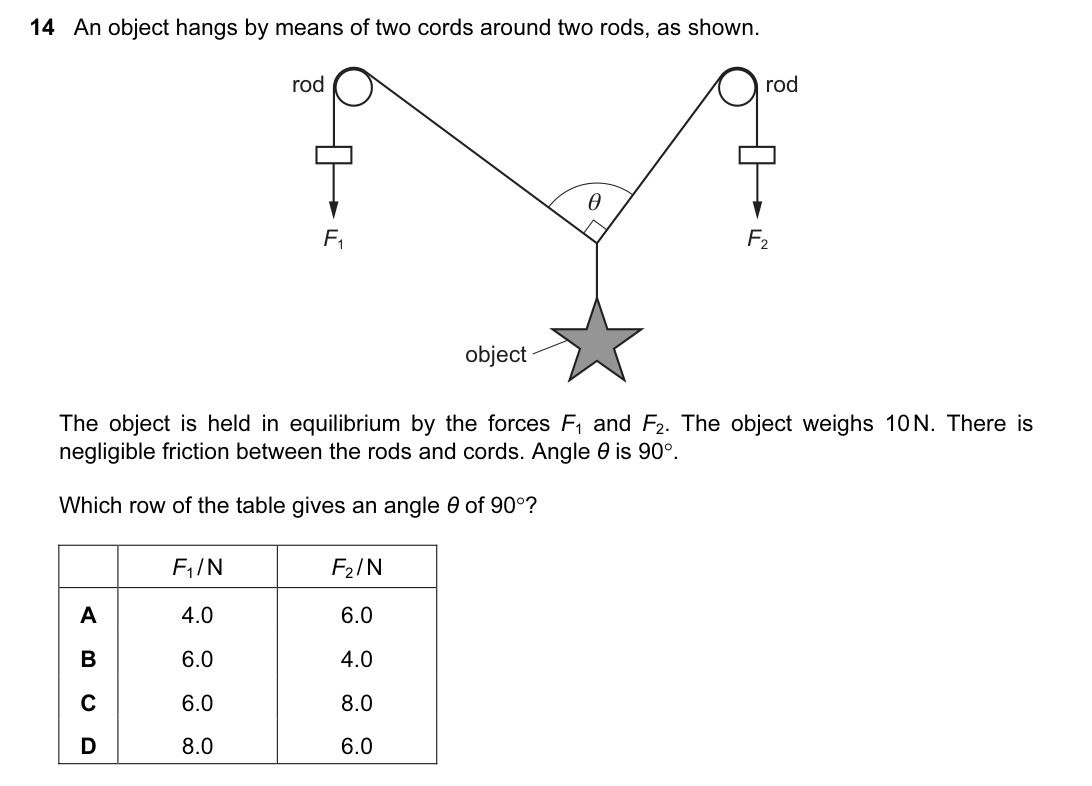 14 An object hangs by means of two cords around two rods, as shown.
rod
rod
θ
F1
F2
object
The object is held in equilibrium by the forces F1 and F2. The object weighs 10 N. There is
negligible friction between the rods and cords. Angle θ is 90°.
Which row of the table gives an angle θ of 90°?
F1/N F2/N
A 4.0 6.0
B 6.0 4.0
C 6.0 8.0
D 8.0 6.0